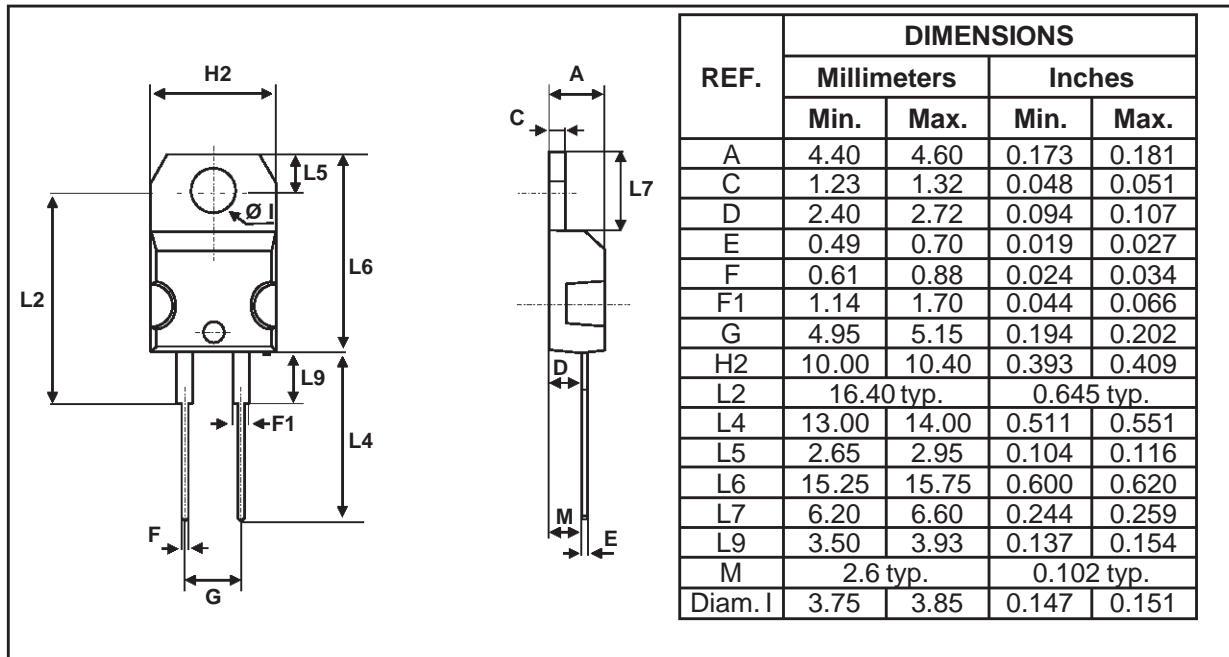 H2
L5
Ø I
L6
L2
L9
F1
L4
F
G
A
C
L7
D
M
E
REF. DIMENSIONS
Millimeters Inches
Min. Max. Min. Max.
A 4.40 4.60 0.173 0.181
C 1.23 1.32 0.048 0.051
D 2.40 2.72 0.094 0.107
E 0.49 0.70 0.019 0.027
F 0.61 0.88 0.024 0.034
F1 1.14 1.70 0.044 0.066
G 4.95 5.15 0.194 0.202
H2 10.00 10.40 0.393 0.409
L2 16.40 typ. 0.645 typ.
L4 13.00 14.00 0.511 0.551
L5 2.65 2.95 0.104 0.116
L6 15.25 15.75 0.600 0.620
L7 6.20 6.60 0.244 0.259
L9 3.50 3.93 0.137 0.154
M 2.6 typ. 0.102 typ.
Diam. I 3.75 3.85 0.147 0.151